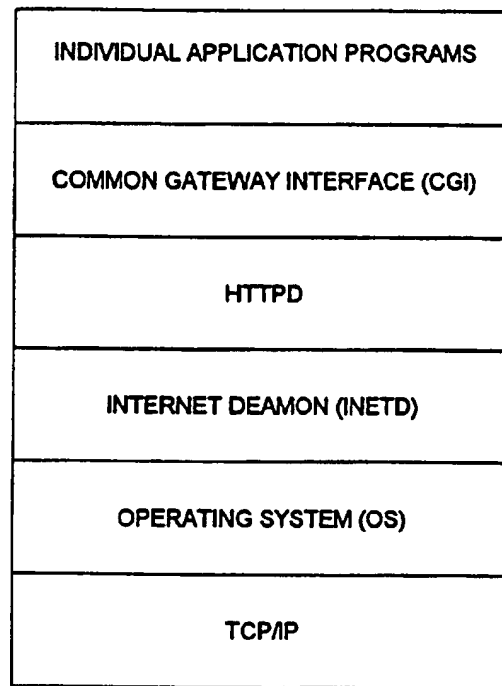 INDIVIDUAL APPLICATION PROGRAMS
COMMON GATEWAY INTERFACE (CGI)
HTTPD
INTERNET DEAMON (INETD)
OPERATING SYSTEM (OS)
TCP/IP